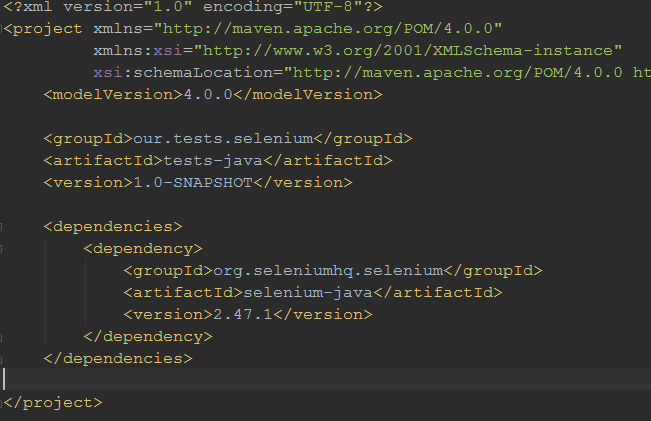 <?xml version="1.0" encoding="UTF-8"?>
<project xmlns="http://maven.apache.org/POM/4.0.0"
xmlns:xsi="http://www.w3.org/2001/XMLSchema-instance"
xsi:schemaLocation="http://maven.apache.org/POM/4.0.0 ht
<modelVersion>4.0.0</modelVersion>
<groupId>our.tests.selenium</groupId>
<artifactId>tests-java</artifactId>
<version>1.0-SNAPSHOT</version>
<dependencies>
<dependency>
<groupId>org.seleniumhq.selenium</groupId>
<artifactId>selenium-java</artifactId>
<version>2.47.1</version>
</dependency>
</dependencies>
</project>